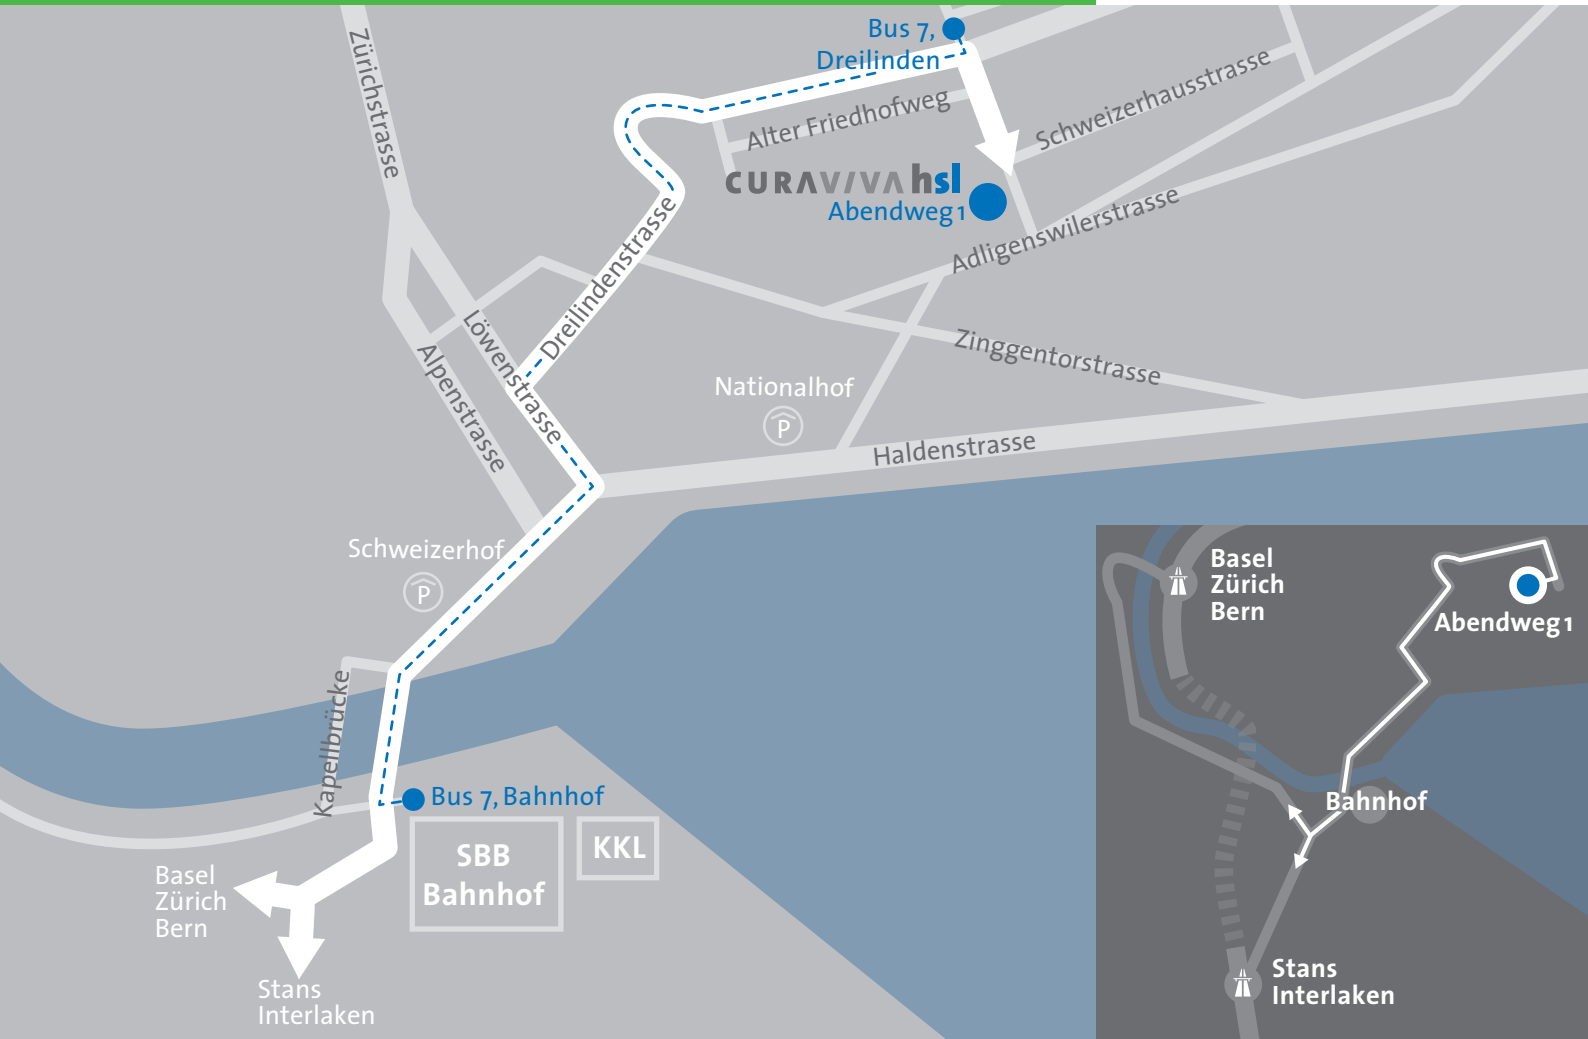 Bus 7,
Dreilinden
Zürichstrasse
Alter Friedhofweg
Schweizerhausstrasse
CURAVIVA hsl
Abendweg 1
Adligenswilerstrasse
Dreilindenstrasse
Löwenstrasse
Alpenstrasse
Zinggentorstrasse
Nationalhof
P
Haldenstrasse
Schweizerhof
P
Kapellbrücke
Bus 7, Bahnhof
SBB
Bahnhof
KKL
Basel
Zürich
Bern
Stans
Interlaken
Basel
Zürich
Bern
Abendweg 1
Bahnhof
Stans
Interlaken